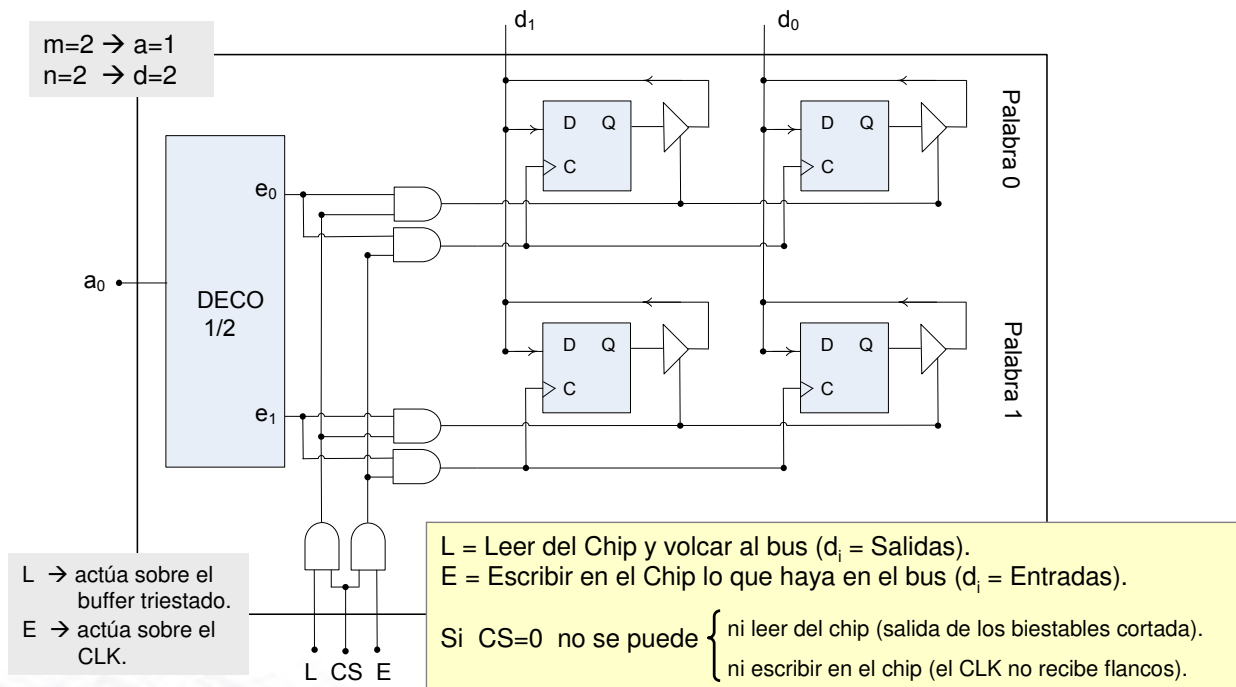 m=2 → a=1
n=2 → d=2
d₁
d₀
D Q
C
D Q
C
Palabra 0
e₀
a₀
DECO
1/2
e₁
D Q
C
D Q
C
Palabra 1
L → actúa sobre el
buffer triestado.
E → actúa sobre el
CLK.
L CS E
L = Leer del Chip y volcar al bus (dᵢ = Salidas).
E = Escribir en el Chip lo que haya en el bus (dᵢ = Entradas).
Si CS=0 no se puede
ni leer del chip (salida de los biestables cortada).
ni escribir en el chip (el CLK no recibe flancos).